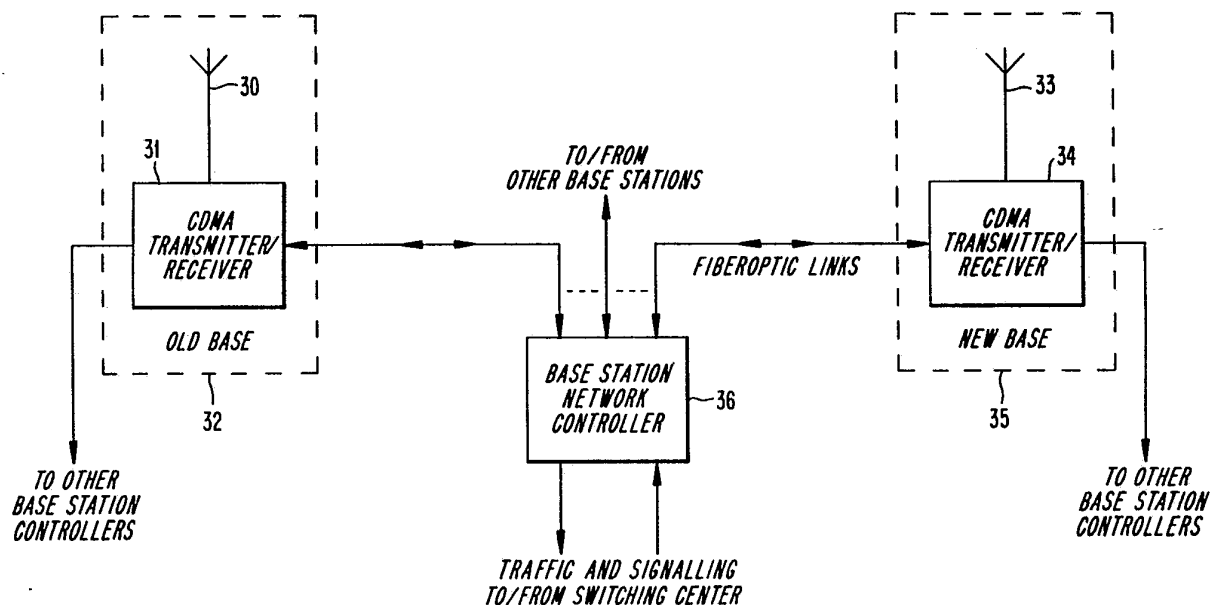 30
31
CDMA
TRANSMITTER/
RECEIVER
OLD BASE
32
TO OTHER
BASE STATION
CONTROLLERS
TO/FROM
OTHER BASE STATIONS
FIBEROPTIC LINKS
BASE STATION
NETWORK
CONTROLLER
36
TRAFFIC AND SIGNALLING
TO/FROM SWITCHING CENTER
33
34
CDMA
TRANSMITTER/
RECEIVER
NEW BASE
35
TO OTHER
BASE STATION
CONTROLLERS